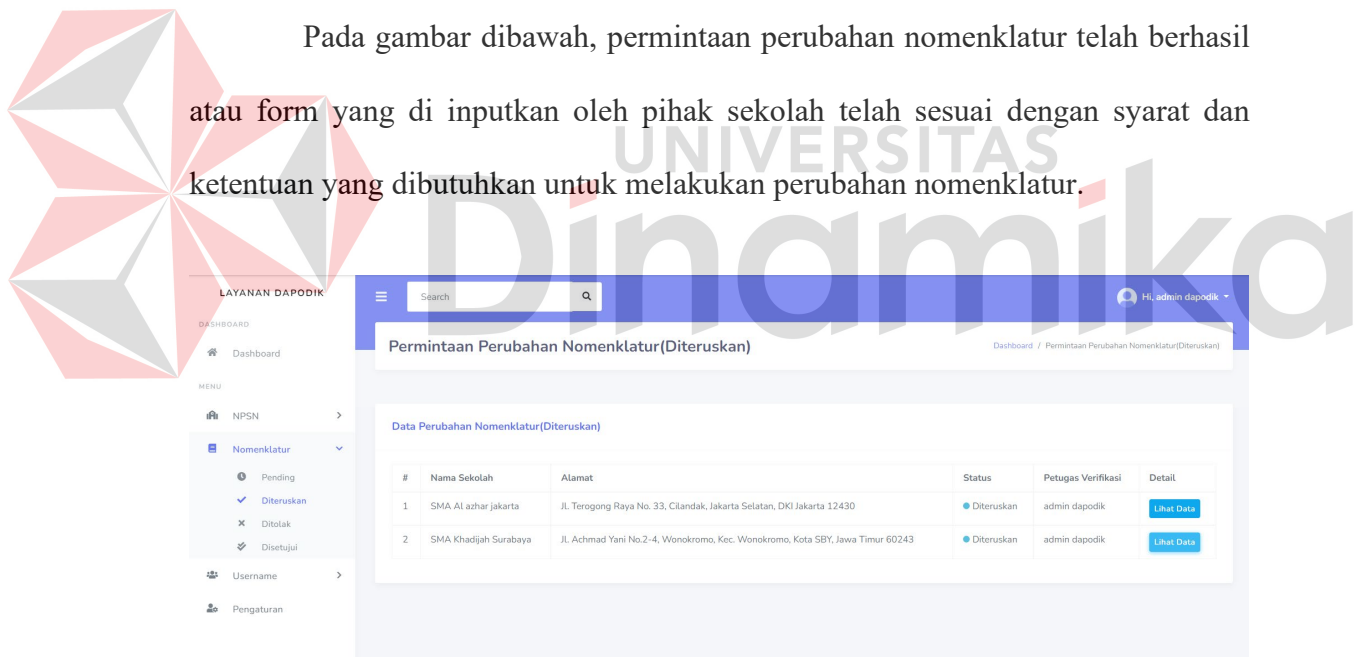 Pada gambar dibawah, permintaan perubahan nomenklatur telah berhasil
atau form yang di inputkan oleh pihak sekolah telah sesuai dengan syarat dan
UNIVERSITAS
ketentuan yang dibutuhkan untuk melakukan perubahan nomenklatur.
Dinamika
LAYANAN DAPODIK
Search
Hi, admin dapodik
DASHBOARD
Dashboard
Permintaan Perubahan Nomenklatur(Diteruskan)
Dashboard / Permintaan Perubahan Nomenklatur(Diteruskan)
MENU
NPSN
Data Perubahan Nomenklatur(Diteruskan)
Nomenklatur
Pending
Diteruskan
Ditolak
Disetujui
Username
Pengaturan
# Nama Sekolah Alamat Status Petugas Verifikasi Detail
1 SMA Al azhar jakarta Jl. Terogong Raya No. 33, Cilandak, Jakarta Selatan, DKI Jakarta 12430 Diteruskan admin dapodik Lihat Data
2 SMA Khadijah Surabaya Jl. Achmad Yani No.2-4, Wonokromo, Kec. Wonokromo, Kota SBY, Jawa Timur 60243 Diteruskan admin dapodik Lihat Data